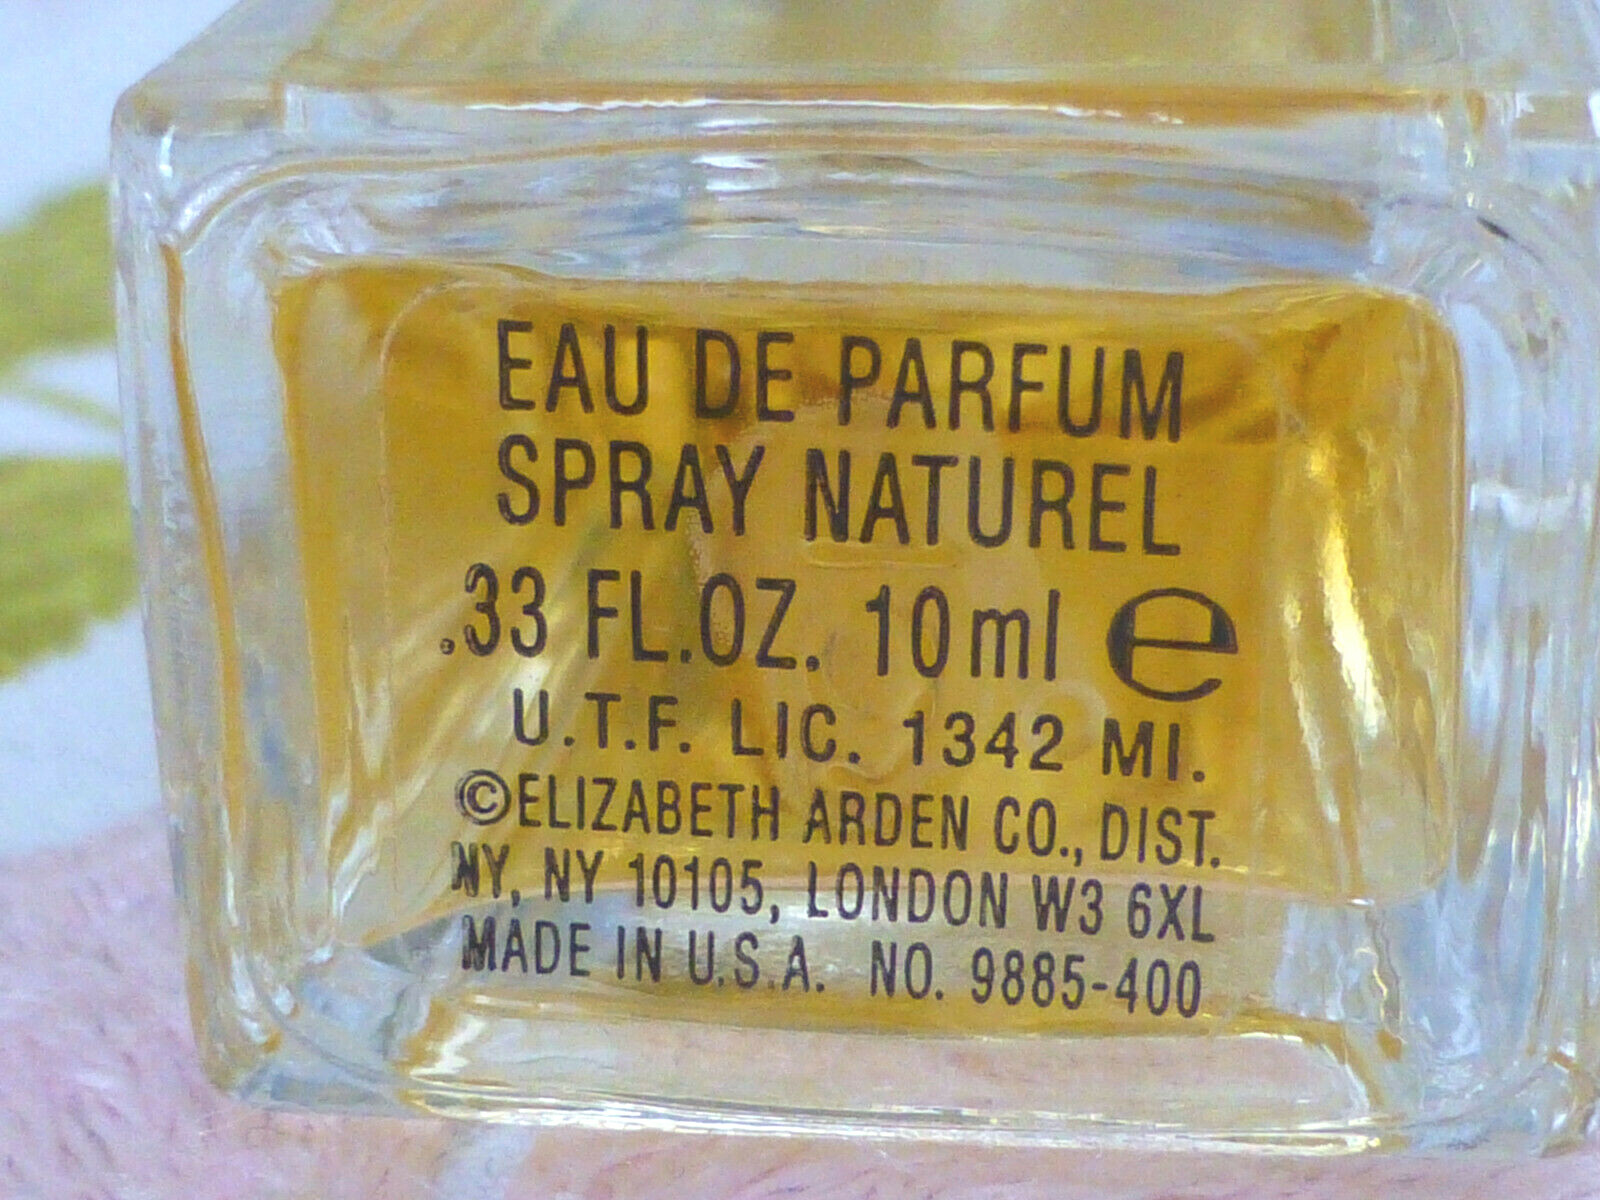 EAU DE PARFUM
SPRAY NATUREL
.33 FL.OZ. 10ml e
U.T.F. LIC. 1342 MI.
©ELIZABETH ARDEN CO., DIST.
NY, NY 10105, LONDON W3 6XL
MADE IN U.S.A. NO. 9885-400